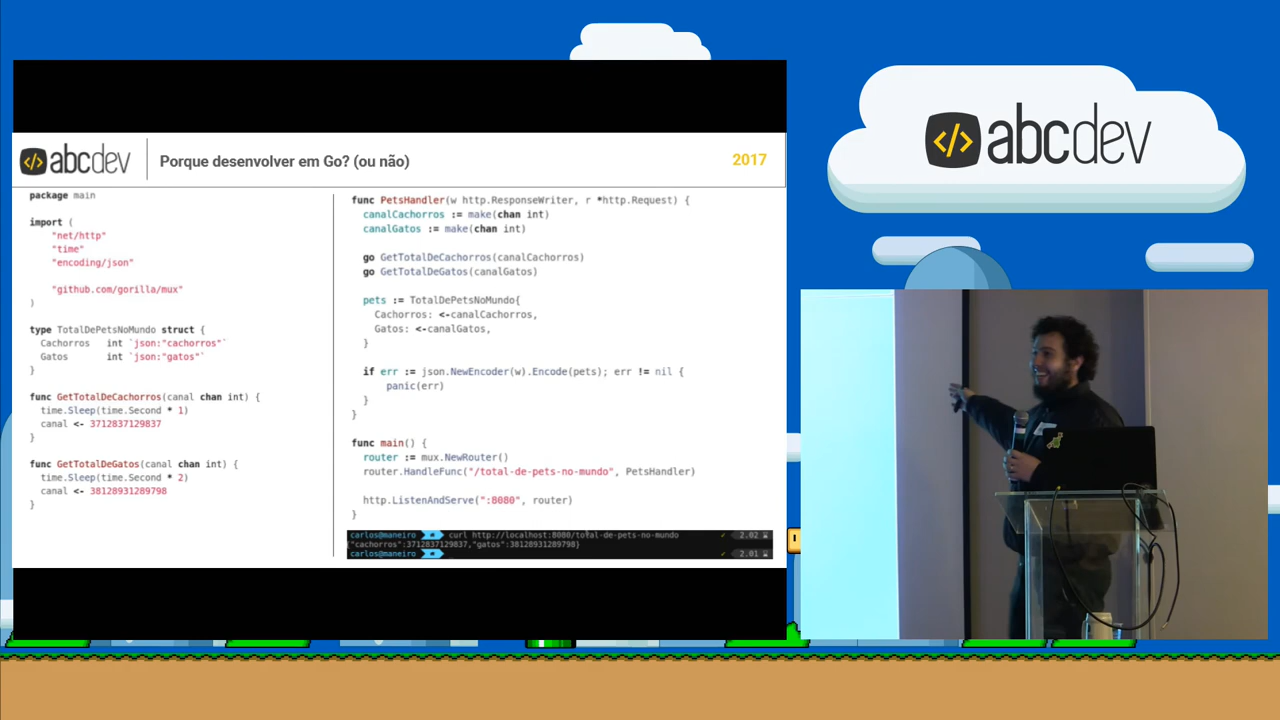 </> abcdev
</> abcdev
Porque desenvolver em Go? (ou não)
2017
package main
import (
"net/http"
"time"
"encoding/json"
"github.com/gorilla/mux"
)
type TotalDePetsNoMundo struct {
Cachorros int `json:"cachorros"`
Gatos int `json:"gatos"`
}
func GetTotalDeCachorros(canal chan int) {
time.Sleep(time.Second * 1)
canal <- 3712837129837
}
func GetTotalDeGatos(canal chan int) {
time.Sleep(time.Second * 2)
canal <- 38128931289798
}
func PetsHandler(w http.ResponseWriter, r *http.Request) {
canalCachorros := make(chan int)
canalGatos := make(chan int)
go GetTotalDeCachorros(canalCachorros)
go GetTotalDeGatos(canalGatos)
pets := TotalDePetsNoMundo{
Cachorros: <-canalCachorros,
Gatos: <-canalGatos,
}
if err := json.NewEncoder(w).Encode(pets); err != nil {
panic(err)
}
}
func main() {
router := mux.NewRouter()
router.HandleFunc("/total-de-pets-no-mundo", PetsHandler)
http.ListenAndServe(":8080", router)
}
carlos@maneiro curl http://localhost:8080/total-de-pets-no-mundo ✓ 2.02
{"cachorros":3712837129837,"gatos":38128931289798}
carlos@maneiro ✓ 2.01